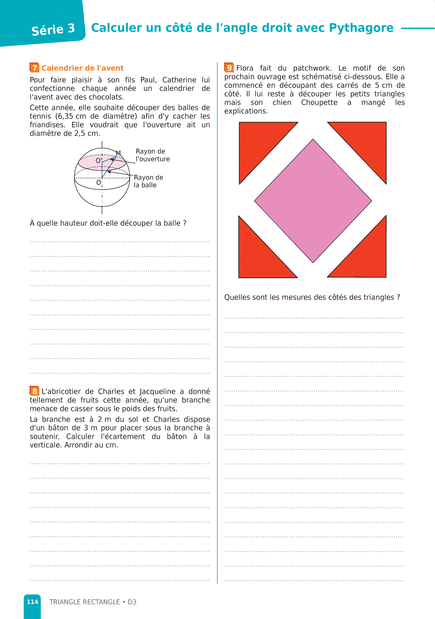 Série 3
Calculer un côté de l'angle droit avec Pythagore
7 Calendrier de l'avent
Pour faire plaisir à son fils Paul, Catherine lui
confectionne chaque année un calendrier de
l'avent avec des chocolats.
Cette année, elle souhaite découper des balles de
tennis (6,35 cm de diamètre) afin d'y cacher les
friandises. Elle voudrait que l'ouverture ait un
diamètre de 2,5 cm.
M
Rayon de
l'ouverture
O'
Rayon de
la balle
O
À quelle hauteur doit-elle découper la balle ?
8 L'abricotier de Charles et Jacqueline a donné
tellement de fruits cette année, qu'une branche
menace de casser sous le poids des fruits.
La branche est à 2 m du sol et Charles dispose
d'un bâton de 3 m pour placer sous la branche à
soutenir. Calculer l'écartement du bâton à la
verticale. Arrondir au cm.
9 Flora fait du patchwork. Le motif de son
prochain ouvrage est schématisé ci-dessous. Elle a
commencé en découpant des carrés de 5 cm de
côté. Il lui reste à découper les petits triangles
mais son chien Choupette a mangé les
explications.
Quelles sont les mesures des côtés des triangles ?
114 TRIANGLE RECTANGLE • D3